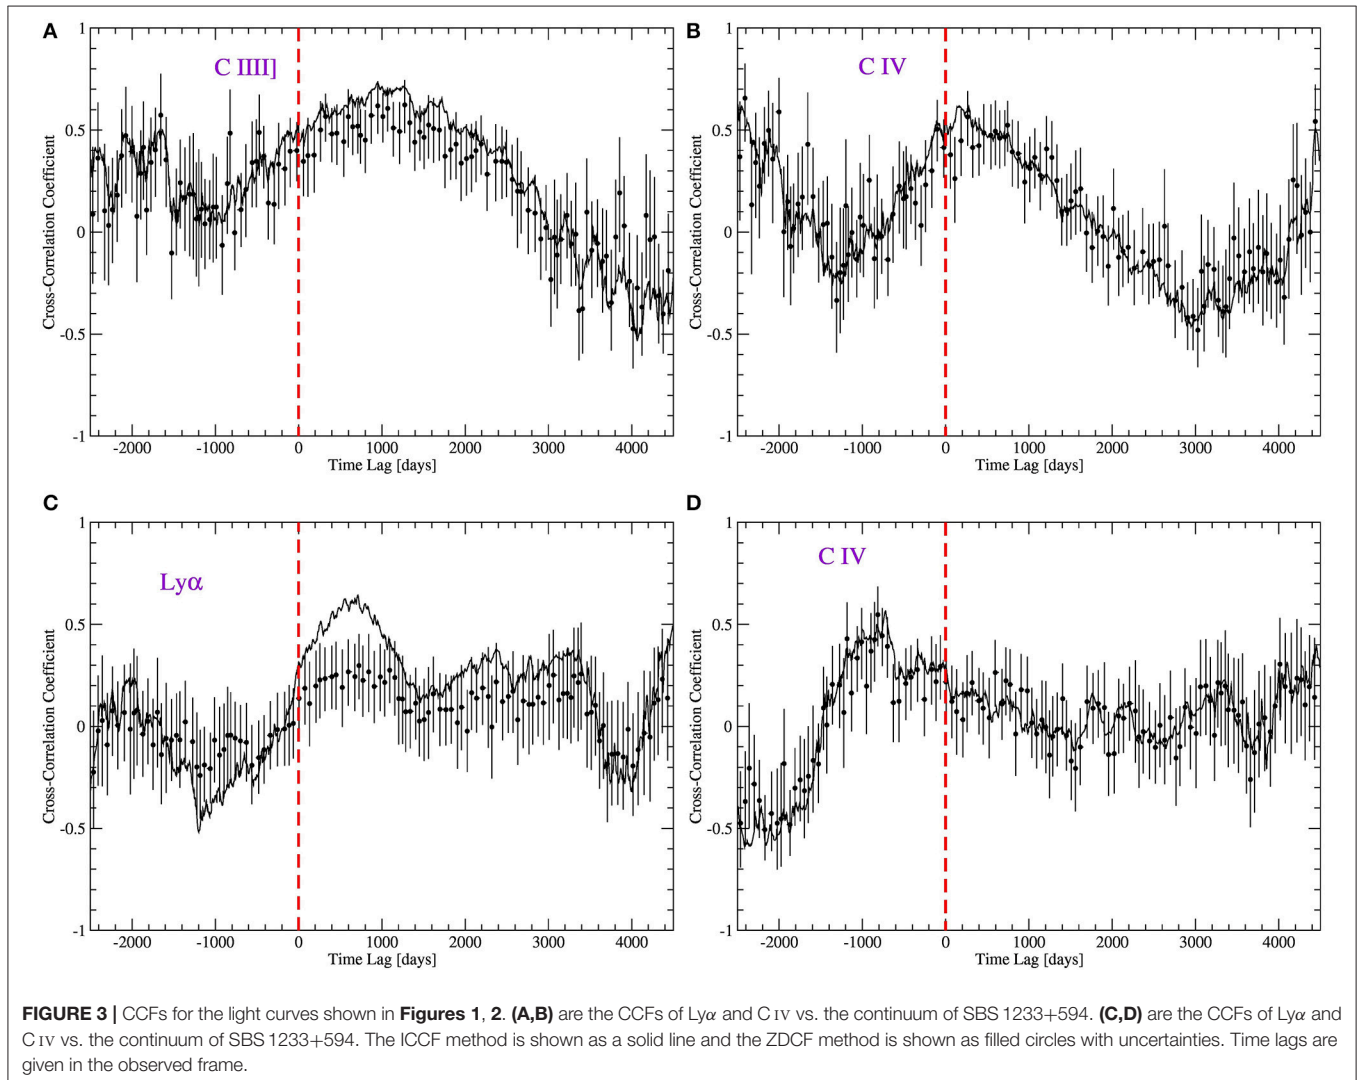 A
B
C IIII]
C IV
Cross-Correlation Coefficient
1
0.5
0
-0.5
-1
-2000 -1000 0 1000 2000 3000 4000
Time Lag [days]
Cross-Correlation Coefficient
1
0.5
0
-0.5
-1
-2000 -1000 0 1000 2000 3000 4000
Time Lag [days]
C
D
Lyα
C IV
Cross-Correlation Coefficient
1
0.5
0
-0.5
-1
-2000 -1000 0 1000 2000 3000 4000
Time Lag [days]
Cross-Correlation Coefficient
1
0.5
0
-0.5
-1
-2000 -1000 0 1000 2000 3000 4000
Time Lag [days]
FIGURE 3 | CCFs for the light curves shown in Figures 1, 2. (A,B) are the CCFs of Lyα and C IV vs. the continuum of SBS 1233+594. (C,D) are the CCFs of Lyα and
C IV vs. the continuum of SBS 1233+594. The ICCF method is shown as a solid line and the ZDCF method is shown as filled circles with uncertainties. Time lags are
given in the observed frame.